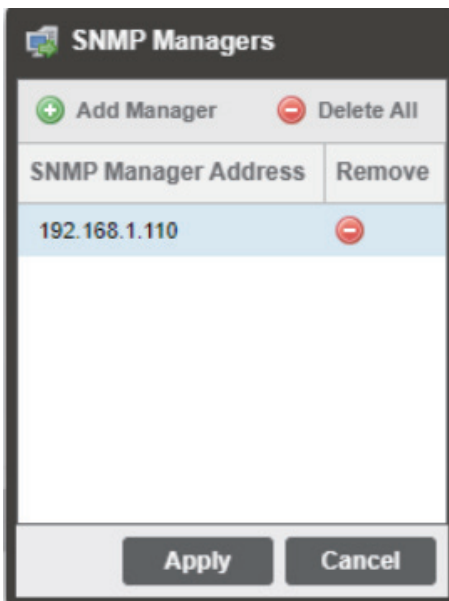 SNMP Managers
Add Manager Delete All
SNMP Manager Address Remove
192.168.1.110
Apply Cancel